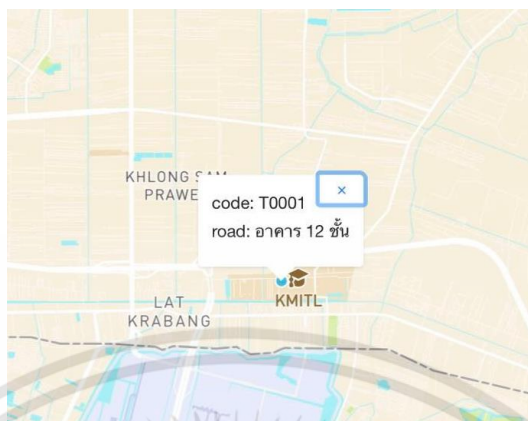 KHLONG SAM
PRAWE
×
code: T0001
road: อาคาร 12 ชั้น
KMITL
LAT
KRABANG